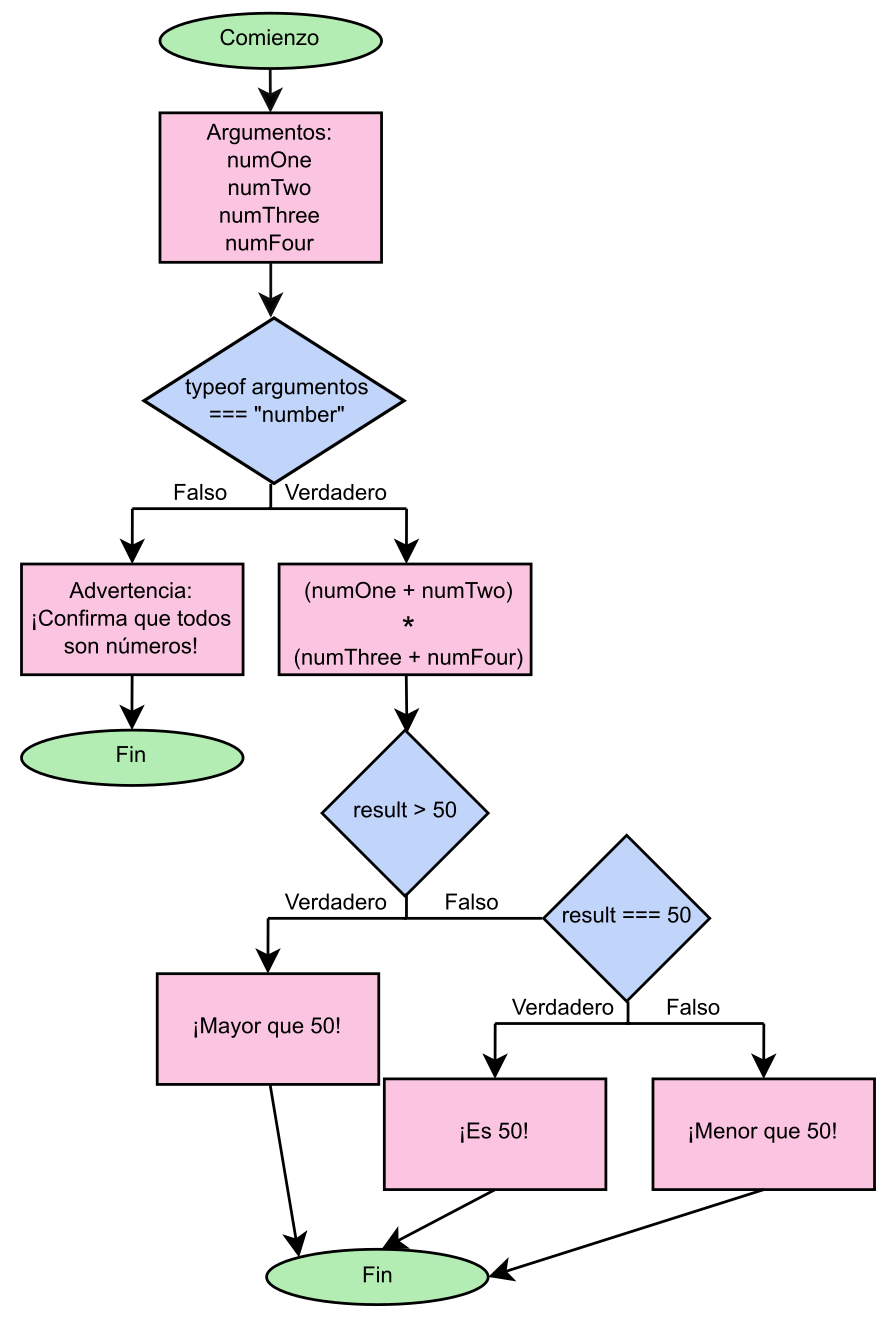 Comienzo
Argumentos:
numOne
numTwo
numThree
numFour
typeof argumentos
=== "number"
Falso
Verdadero
Advertencia:
¡Confirma que todos
son números!
(numOne + numTwo)
*
(numThree + numFour)
Fin
result > 50
Verdadero
Falso
result === 50
¡Mayor que 50!
Verdadero
Falso
¡Es 50!
¡Menor que 50!
Fin